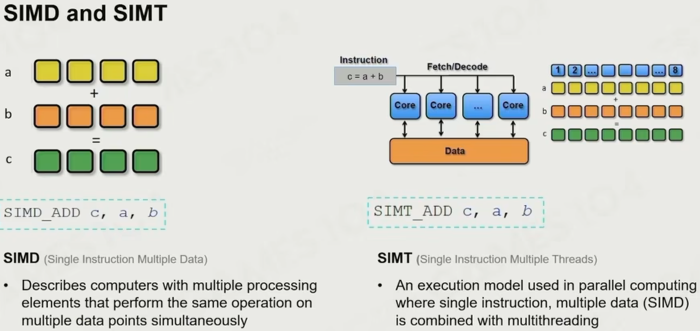 SIMD and SIMT
a
+
b
=
c
SIMD_ADD c, a, b
SIMD (Single Instruction Multiple Data)
• Describes computers with multiple processing
elements that perform the same operation on
multiple data points simultaneously
Instruction
c = a + b
Fetch/Decode
Core Core ... Core
Data
1 2 ... ... 8
a
+
b
=
c
SIMT_ADD c, a, b
SIMT (Single Instruction Multiple Threads)
• An execution model used in parallel computing
where single instruction, multiple data (SIMD)
is combined with multithreading